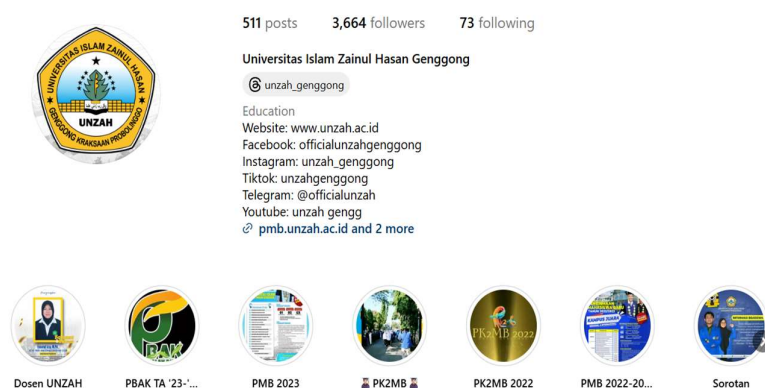 511 posts 3,664 followers 73 following
UNIVERSITAS ISLAM ZAINUL HASAN
UNZAH
GENGGONG KRAKSAAN PROBOLINGGO
Universitas Islam Zainul Hasan Genggong
unzah_genggong
Education
Website: www.unzah.ac.id
Facebook: officialunzahgenggong
Instagram: unzah_genggong
Tiktok: unzahgenggong
Telegram: @officialunzah
Youtube: unzah gengg
pmb.unzah.ac.id and 2 more
PBAK
PK2MB 2022
KAMPUS JUARA
Dosen UNZAH
PBAK TA '23-'...
PMB 2023
👩🏻‍🎓 PK2MB 👩🏻‍🎓
PK2MB 2022
PMB 2022-20...
Sorotan